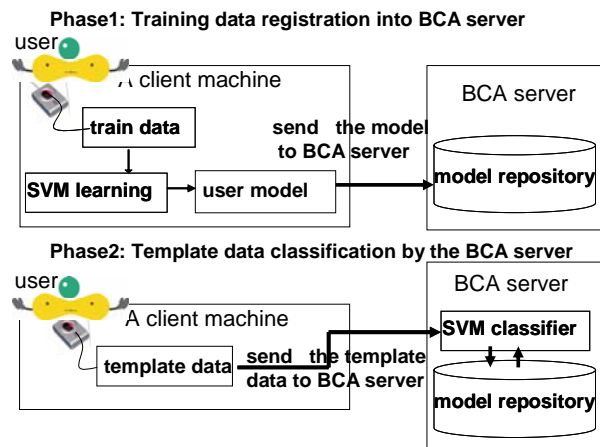 Phase1: Training data registration into BCA server
user
A client machine
BCA server
train data
send the model
to BCA server
model repository
SVM learning
user model
Phase2: Template data classification by the BCA server
user
A client machine
BCA server
SVM classifier
template data
send the template
data to BCA server
model repository